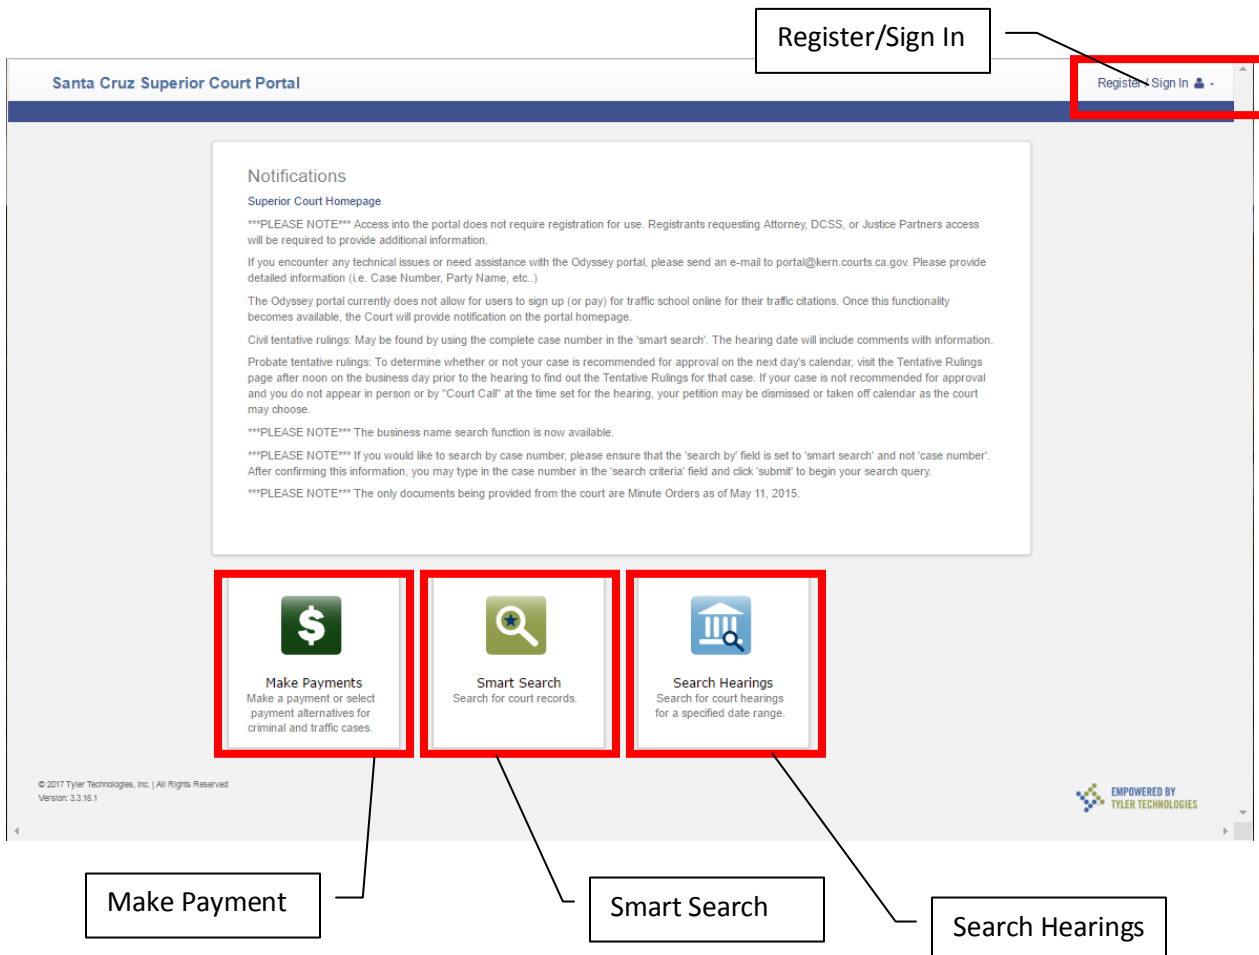 Register/Sign In
Santa Cruz Superior Court Portal
Register / Sign In
Notifications
Superior Court Homepage
***PLEASE NOTE*** Access into the portal does not require registration for use. Registrants requesting Attorney, DCSS, or Justice Partners access
will be required to provide additional information.
If you encounter any technical issues or need assistance with the Odyssey portal, please send an e-mail to portal@kern.courts.ca.gov. Please provide
detailed information (i.e. Case Number, Party Name, etc..)
The Odyssey portal currently does not allow for users to sign up (or pay) for traffic school online for their traffic citations. Once this functionality
becomes available, the Court will provide notification on the portal homepage.
Civil tentative rulings: May be found by using the complete case number in the 'smart search'. The hearing date will include comments with information.
Probate tentative rulings: To determine whether or not your case is recommended for approval on the next day's calendar, visit the Tentative Rulings
page after noon on the business day prior to the hearing to find out the Tentative Rulings for that case. If your case is not recommended for approval
and you do not appear in person or by "Court Call" at the time set for the hearing, your petition may be dismissed or taken off calendar as the court
may choose.
***PLEASE NOTE*** The business name search function is now available.
***PLEASE NOTE*** If you would like to search by case number, please ensure that the 'search by' field is set to 'smart search' and not 'case number'.
After confirming this information, you may type in the case number in the 'search criteria' field and click 'submit' to begin your search query.
***PLEASE NOTE*** The only documents being provided from the court are Minute Orders as of May 11, 2015.
Make Payments
Make a payment or select
payment alternatives for
criminal and traffic cases.
Smart Search
Search for court records.
Search Hearings
Search for court hearings
for a specified date range.
© 2017 Tyler Technologies, Inc. | All Rights Reserved
Version: 3.3.16.1
EMPOWERED BY
TYLER TECHNOLOGIES
Make Payment
Smart Search
Search Hearings